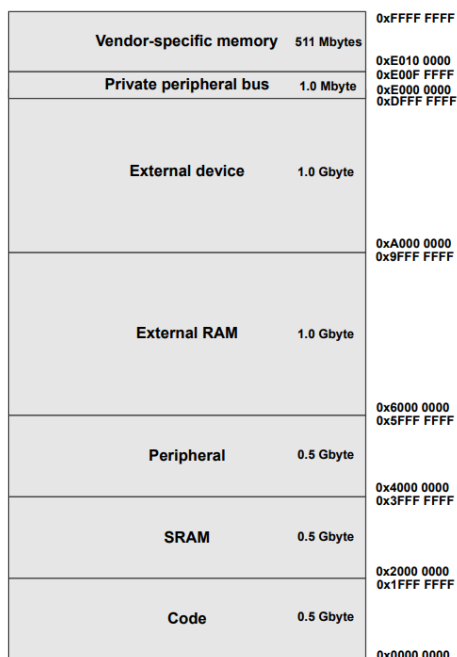 0xFFFF FFFF
Vendor-specific memory 511 Mbytes
0xE010 0000
0xE00F FFFF
Private peripheral bus 1.0 Mbyte
0xE000 0000
0xDFFF FFFF
External device 1.0 Gbyte
0xA000 0000
0x9FFF FFFF
External RAM 1.0 Gbyte
0x6000 0000
0x5FFF FFFF
Peripheral 0.5 Gbyte
0x4000 0000
0x3FFF FFFF
SRAM 0.5 Gbyte
0x2000 0000
0x1FFF FFFF
Code 0.5 Gbyte
0x0000 0000